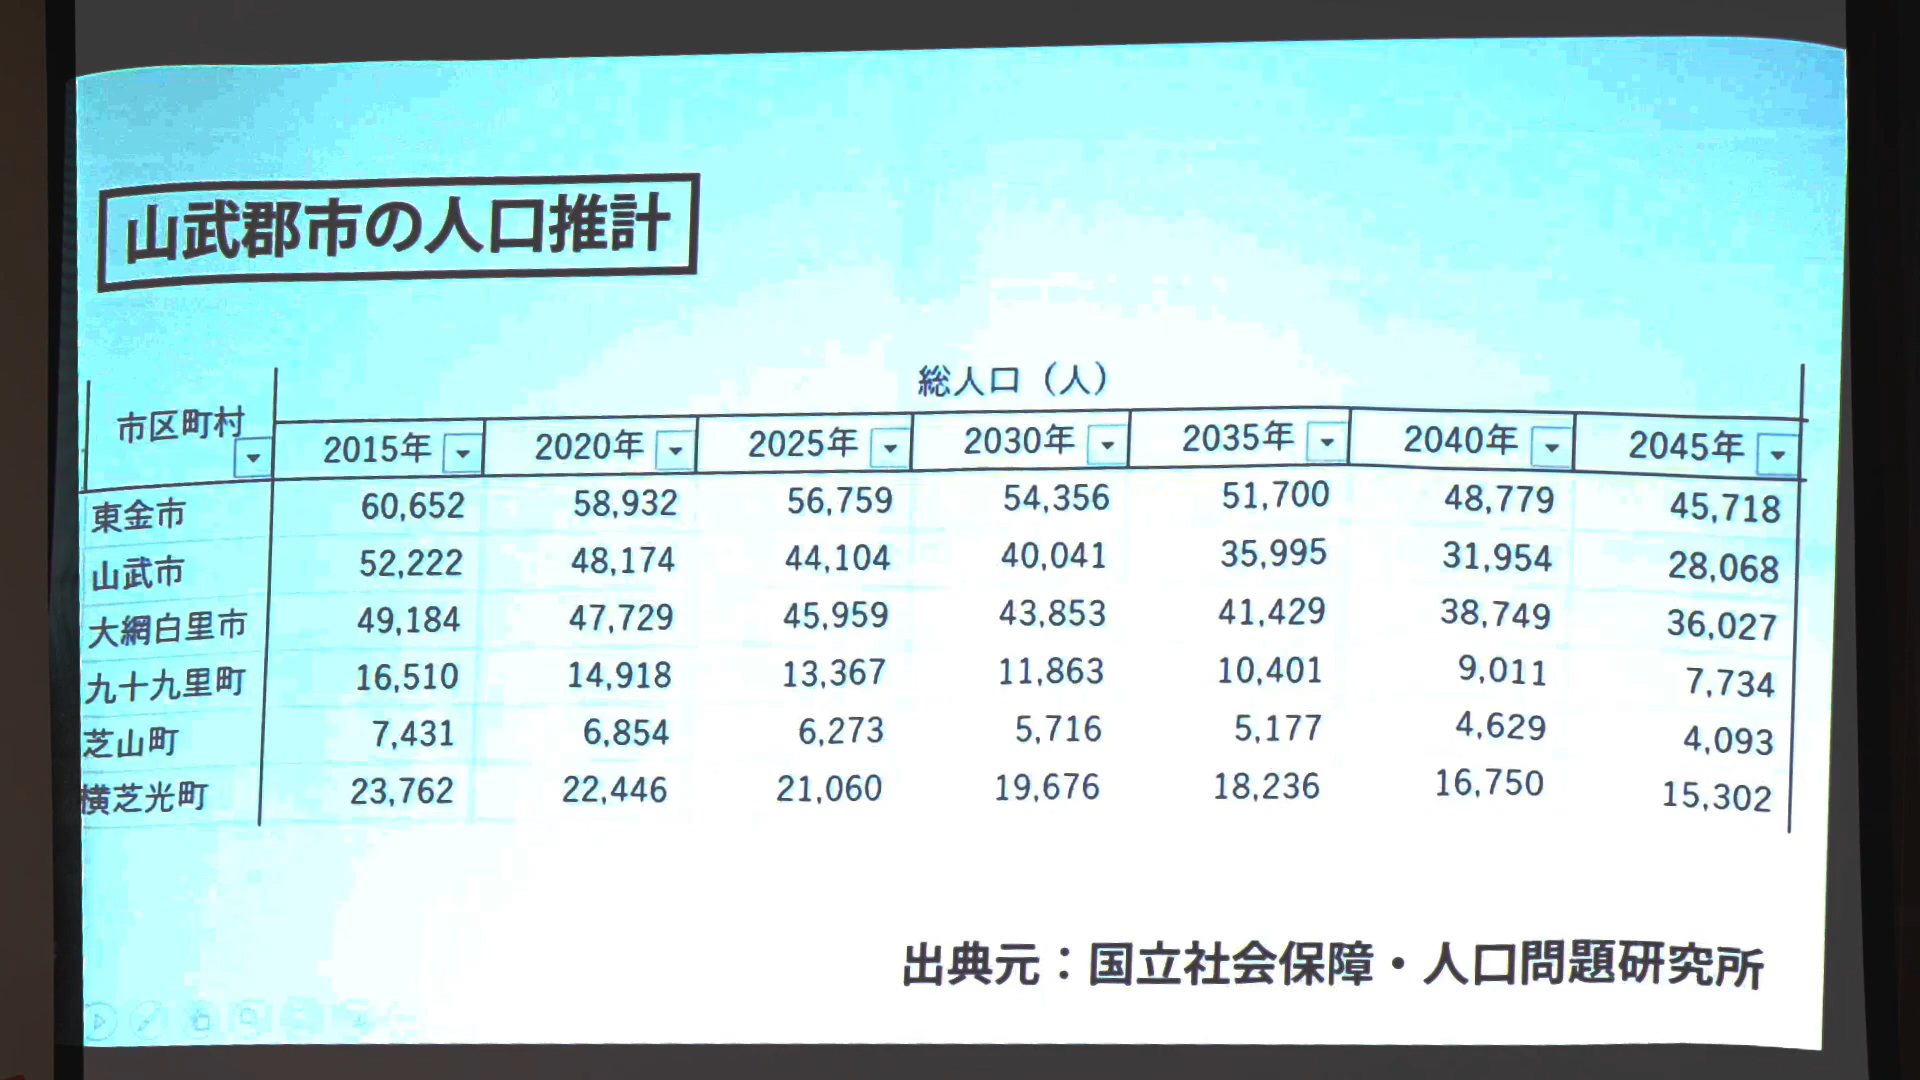 山武郡市の人口推計
総人口（人）
市区町村
2015年 2020年 2025年 2030年 2035年 2040年 2045年
東金市 60,652 58,932 56,759 54,356 51,700 48,779 45,718
山武市 52,222 48,174 44,104 40,041 35,995 31,954 28,068
大網白里市 49,184 47,729 45,959 43,853 41,429 38,749 36,027
九十九里町 16,510 14,918 13,367 11,863 10,401 9,011 7,734
芝山町 7,431 6,854 6,273 5,716 5,177 4,629 4,093
横芝光町 23,762 22,446 21,060 19,676 18,236 16,750 15,302
出典元：国立社会保障・人口問題研究所